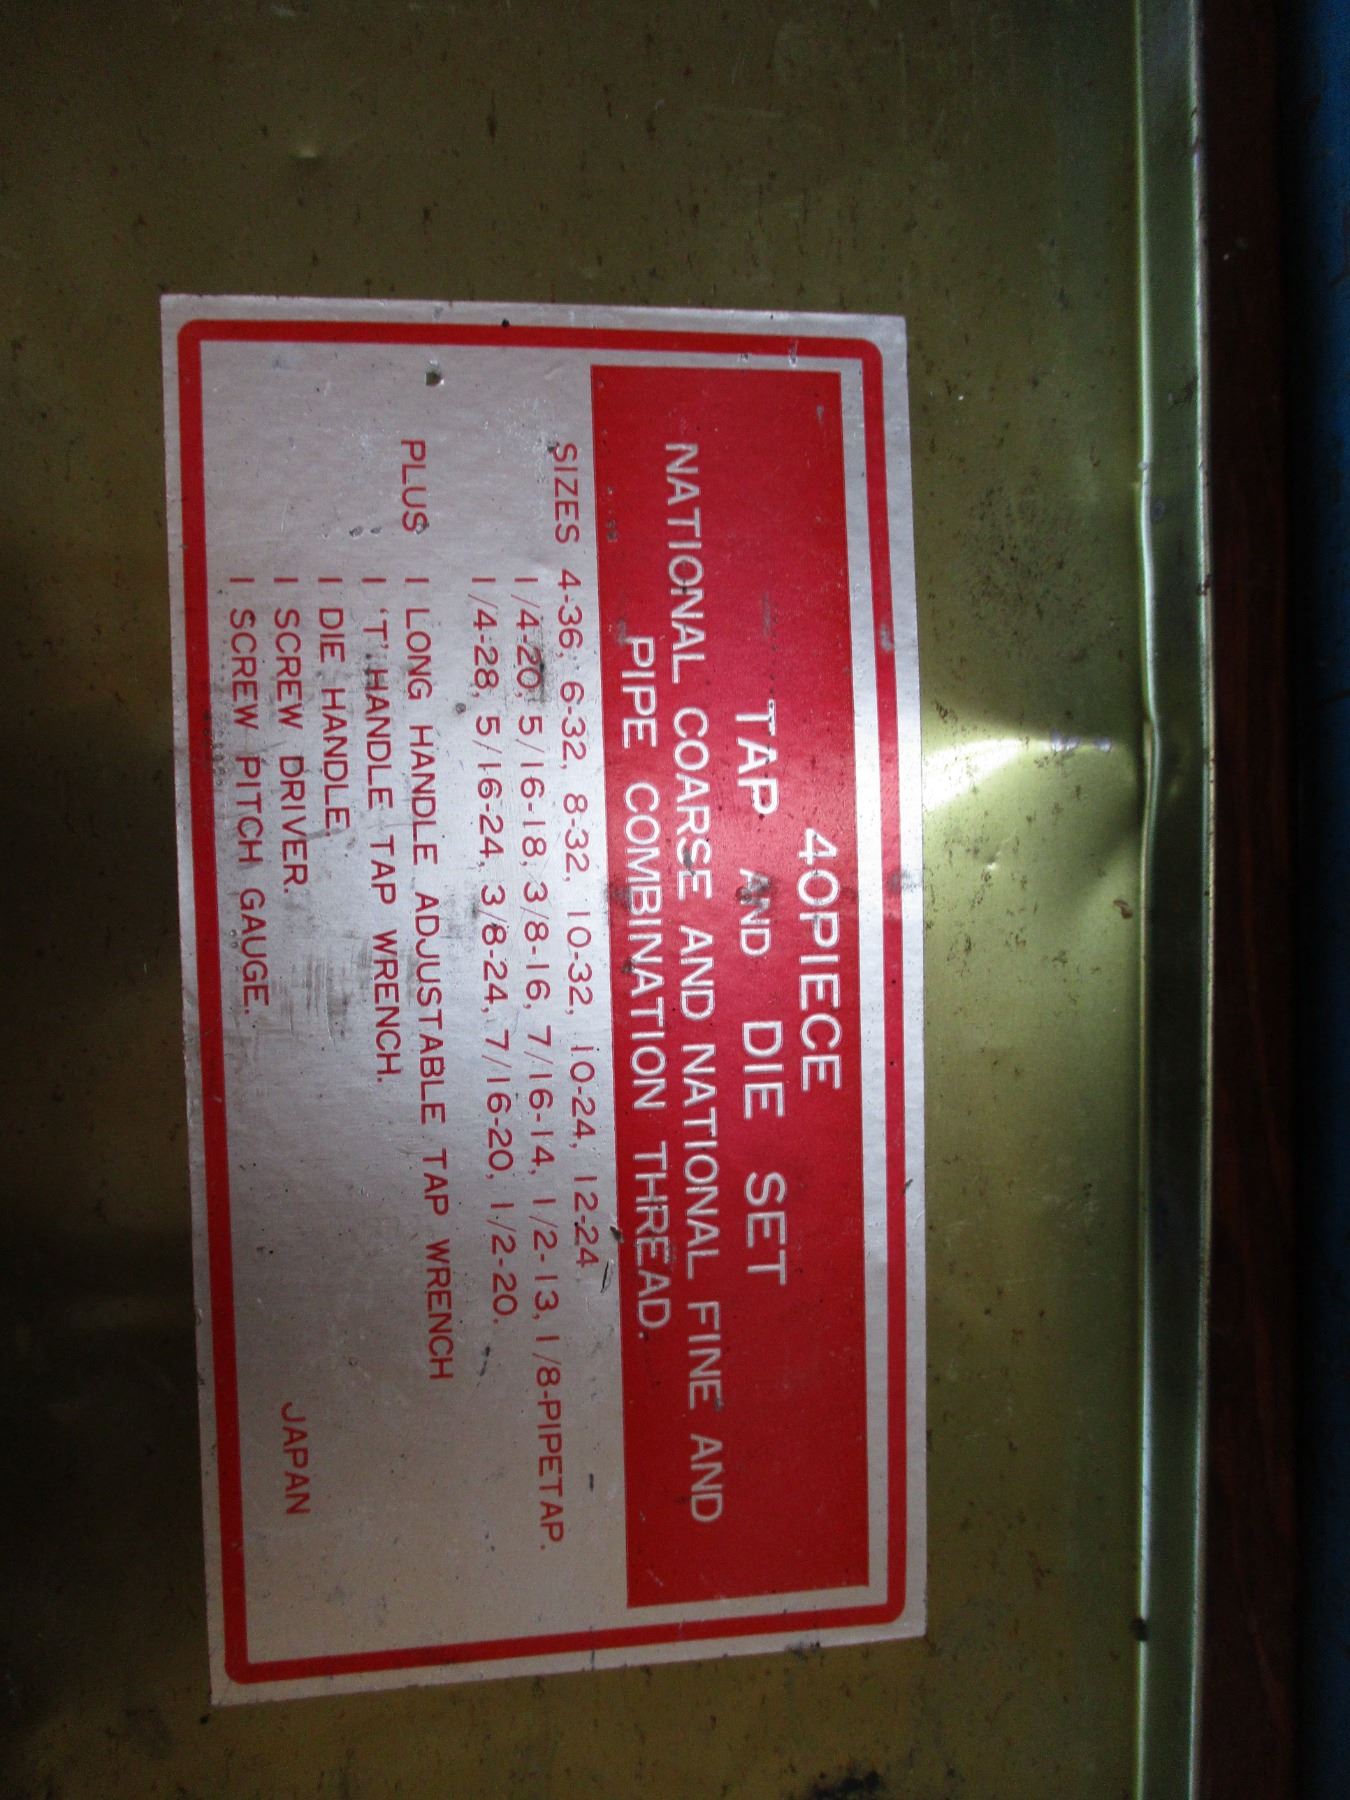 40PIECE
TAP AND DIE SET
NATIONAL COARSE AND NATIONAL FINE AND
PIPE COMBINATION THREAD.
SIZES 4-36, 6-32, 8-32, 10-32, 10-24, 12-24
1/4-20, 5/16-18, 3/8-16, 7/16-14, 1/2-13, 1/8-PIPETAP.
1/4-28, 5/16-24, 3/8-24, 7/16-20, 1/2-20.
PLUS 1 LONG HANDLE ADJUSTABLE TAP WRENCH
1 'T' HANDLE TAP WRENCH.
1 DIE HANDLE.
1 SCREW DRIVER.
1 SCREW PITCH GAUGE.
JAPAN